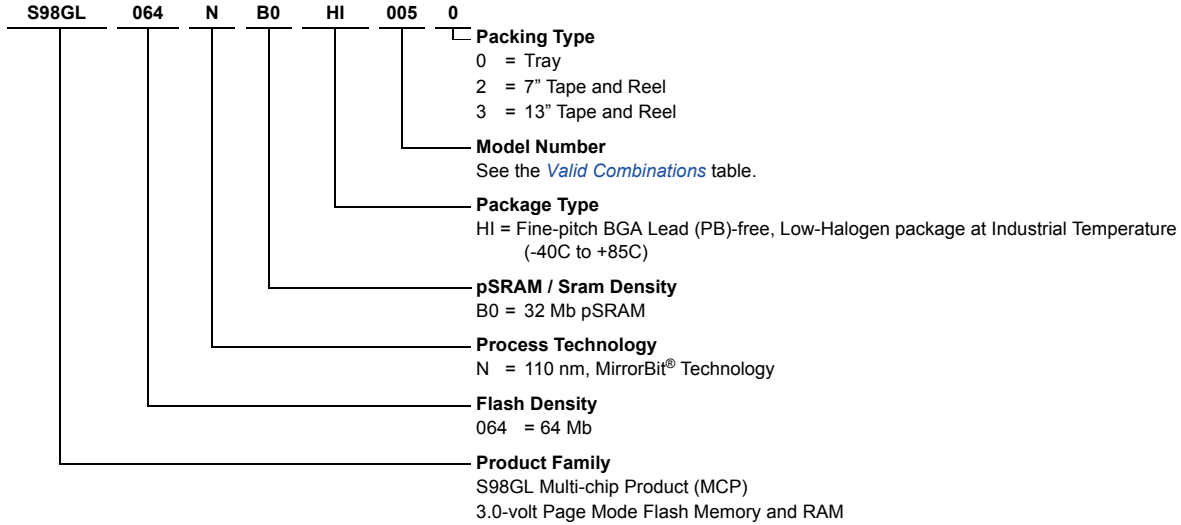 S98GL 064 N B0 HI 005 0
Packing Type
0 = Tray
2 = 7” Tape and Reel
3 = 13” Tape and Reel
Model Number
See the Valid Combinations table.
Package Type
HI = Fine-pitch BGA Lead (PB)-free, Low-Halogen package at Industrial Temperature
(-40C to +85C)
pSRAM / Sram Density
B0 = 32 Mb pSRAM
Process Technology
N = 110 nm, MirrorBit® Technology
Flash Density
064 = 64 Mb
Product Family
S98GL Multi-chip Product (MCP)
3.0-volt Page Mode Flash Memory and RAM